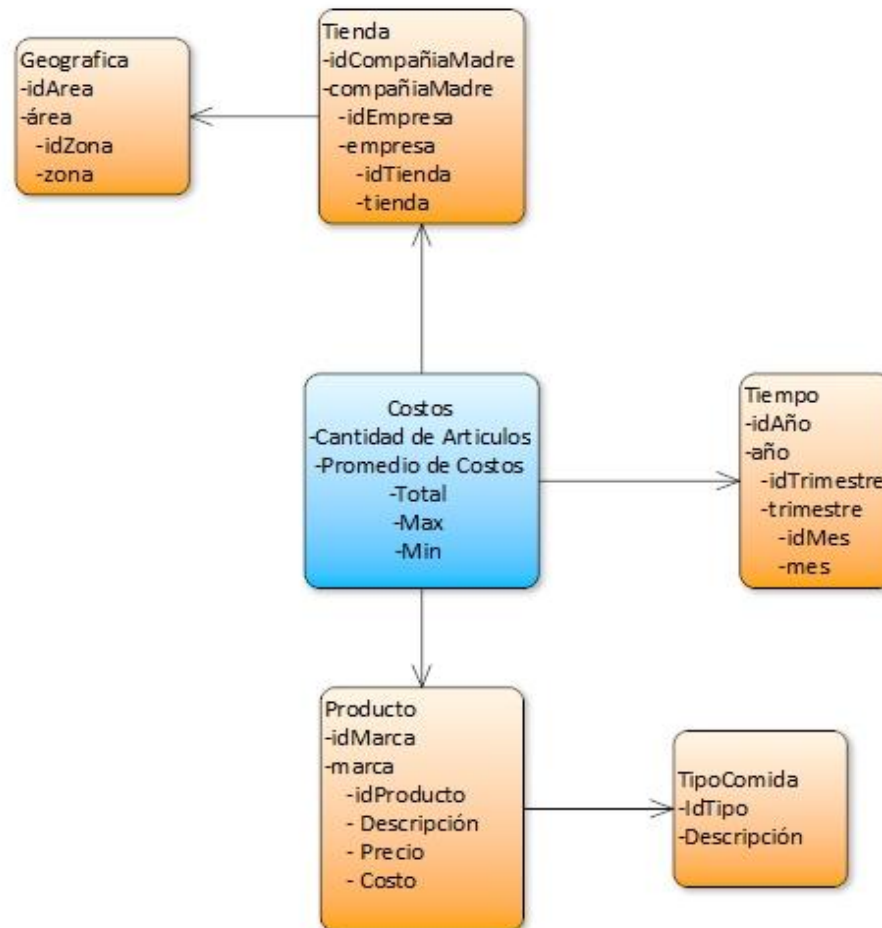 Geografica
-idArea
-área
-idZona
-zona
Tienda
-idCompañiaMadre
-compañiaMadre
-idEmpresa
-empresa
-idTienda
-tienda
Costos
-Cantidad de Articulos
-Promedio de Costos
-Total
-Max
-Min
Tiempo
-idAño
-año
-idTrimestre
-trimestre
-idMes
-mes
Producto
-idMarca
-marca
-idProducto
- Descripción
- Precio
- Costo
TipoComida
-IdTipo
-Descripción